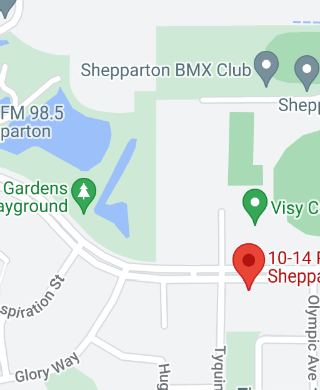 Shepparton BMX Club
Shepp
FM 98.5
parton
Gardens
ayground
Visy C
10-14 F
Sheppa
spiration St
Glory Way
Hug
Tyquin
Olympic Ave